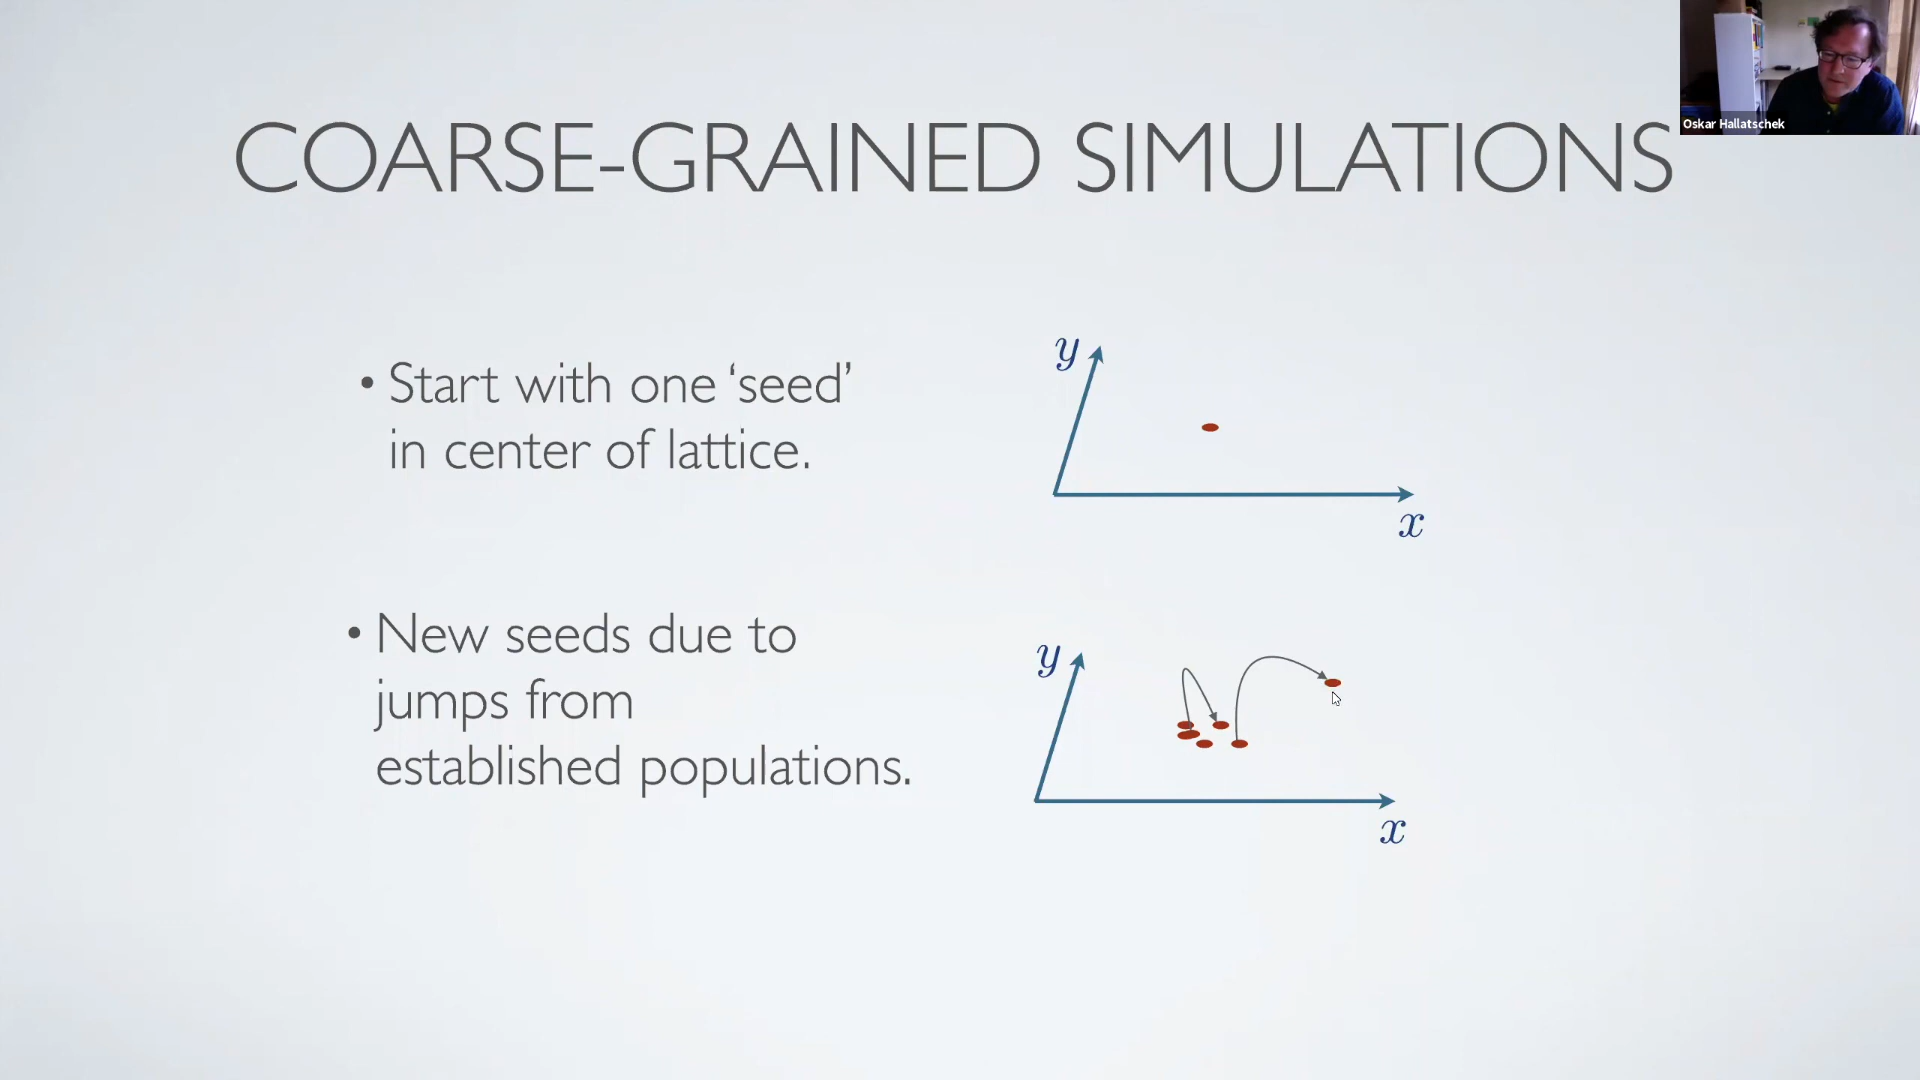 Oskar Hallatschek
COARSE-GRAINED SIMULATIONS
• Start with one ‘seed’
in center of lattice.
y
x
• New seeds due to
jumps from
established populations.
y
x